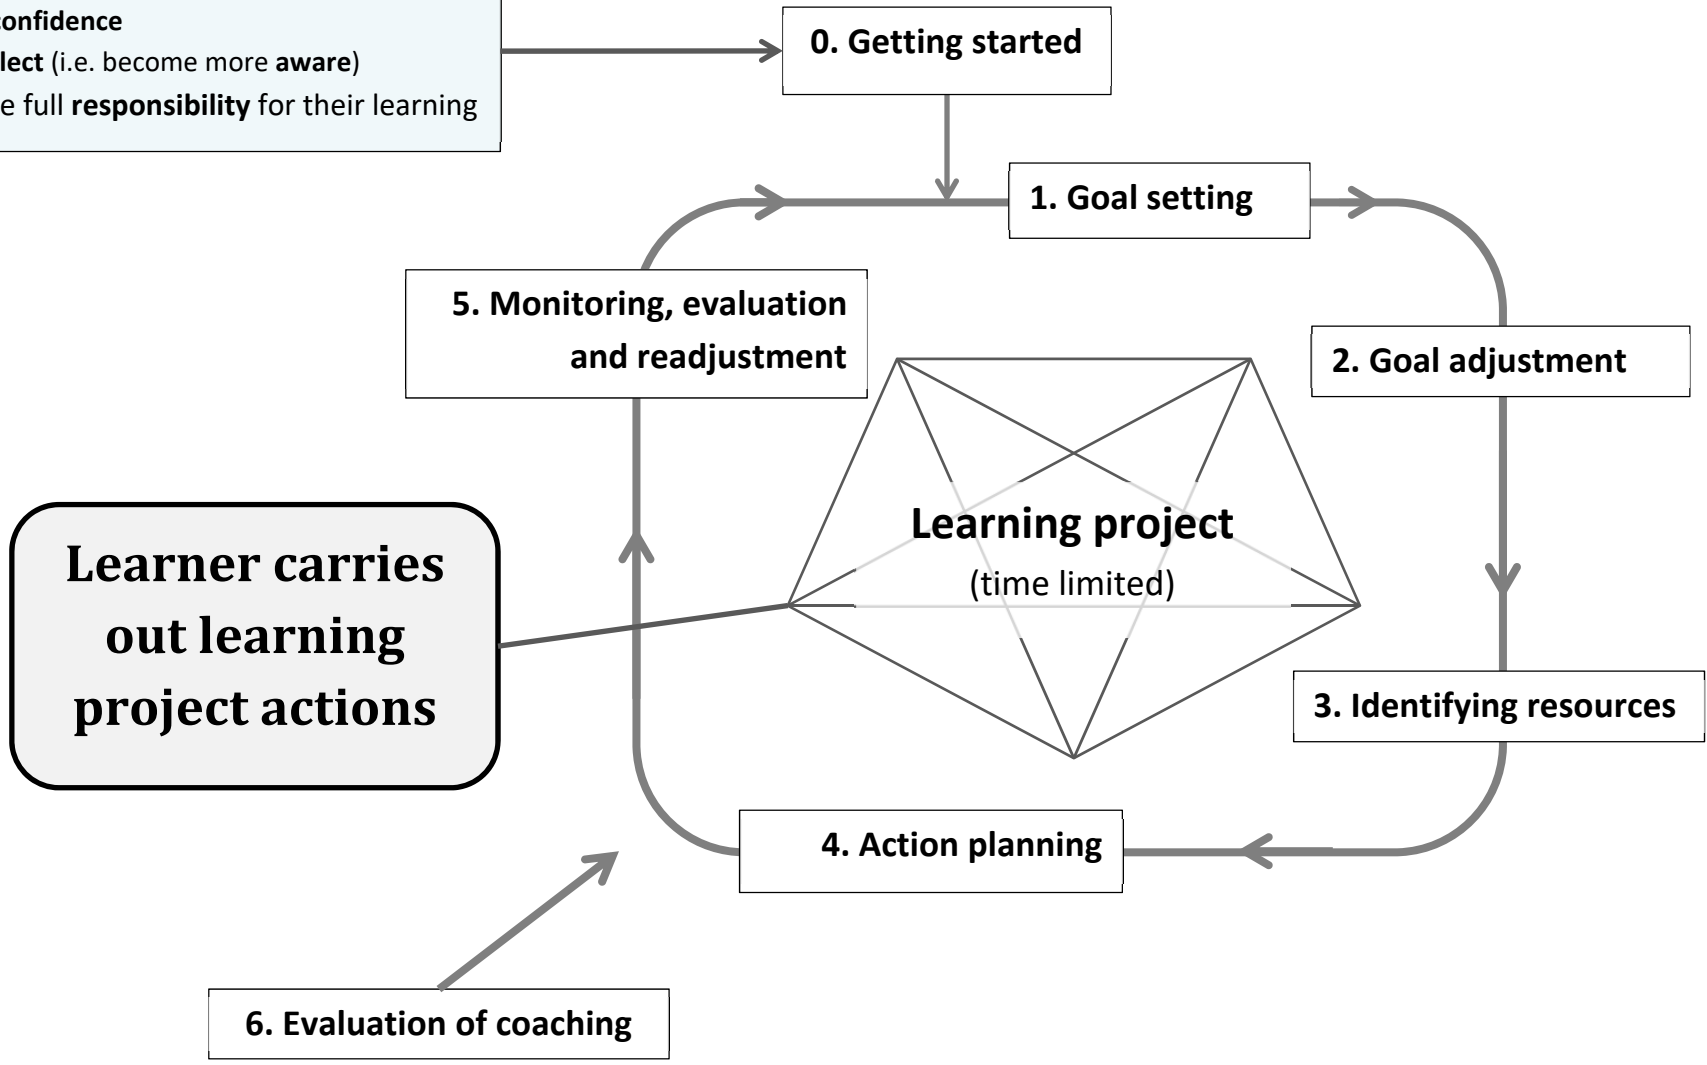 confidence
lect (i.e. become more aware)
e full responsibility for their learning
0. Getting started
1. Goal setting
5. Monitoring, evaluation
and readjustment
2. Goal adjustment
Learning project
(time limited)
Learner carries
out learning
project actions
3. Identifying resources
4. Action planning
6. Evaluation of coaching